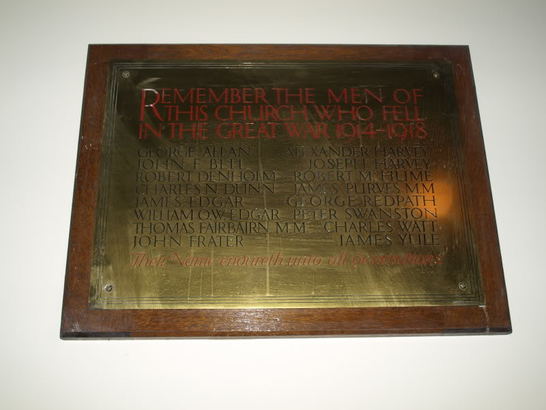 REMEMBER THE MEN OF
THIS CHURCH WHO FELL
IN THE GREAT WAR 1914–1918
GEORGE ALLAN ALEXANDER HARVEY
JOHN F. BELL JOSEPH HARVEY
ROBERT DENHOLM ROBERT M. HUME
CHARLES N. DUNN JAMES PURVES M.M
JAMES EDGAR GEORGE REDPATH
WILLIAM O.W. EDGAR PETER SWANSTON
THOMAS FAIRBAIRN M.M CHARLES WATT
JOHN FRATER JAMES YULE
Their Name endureth unto all generations